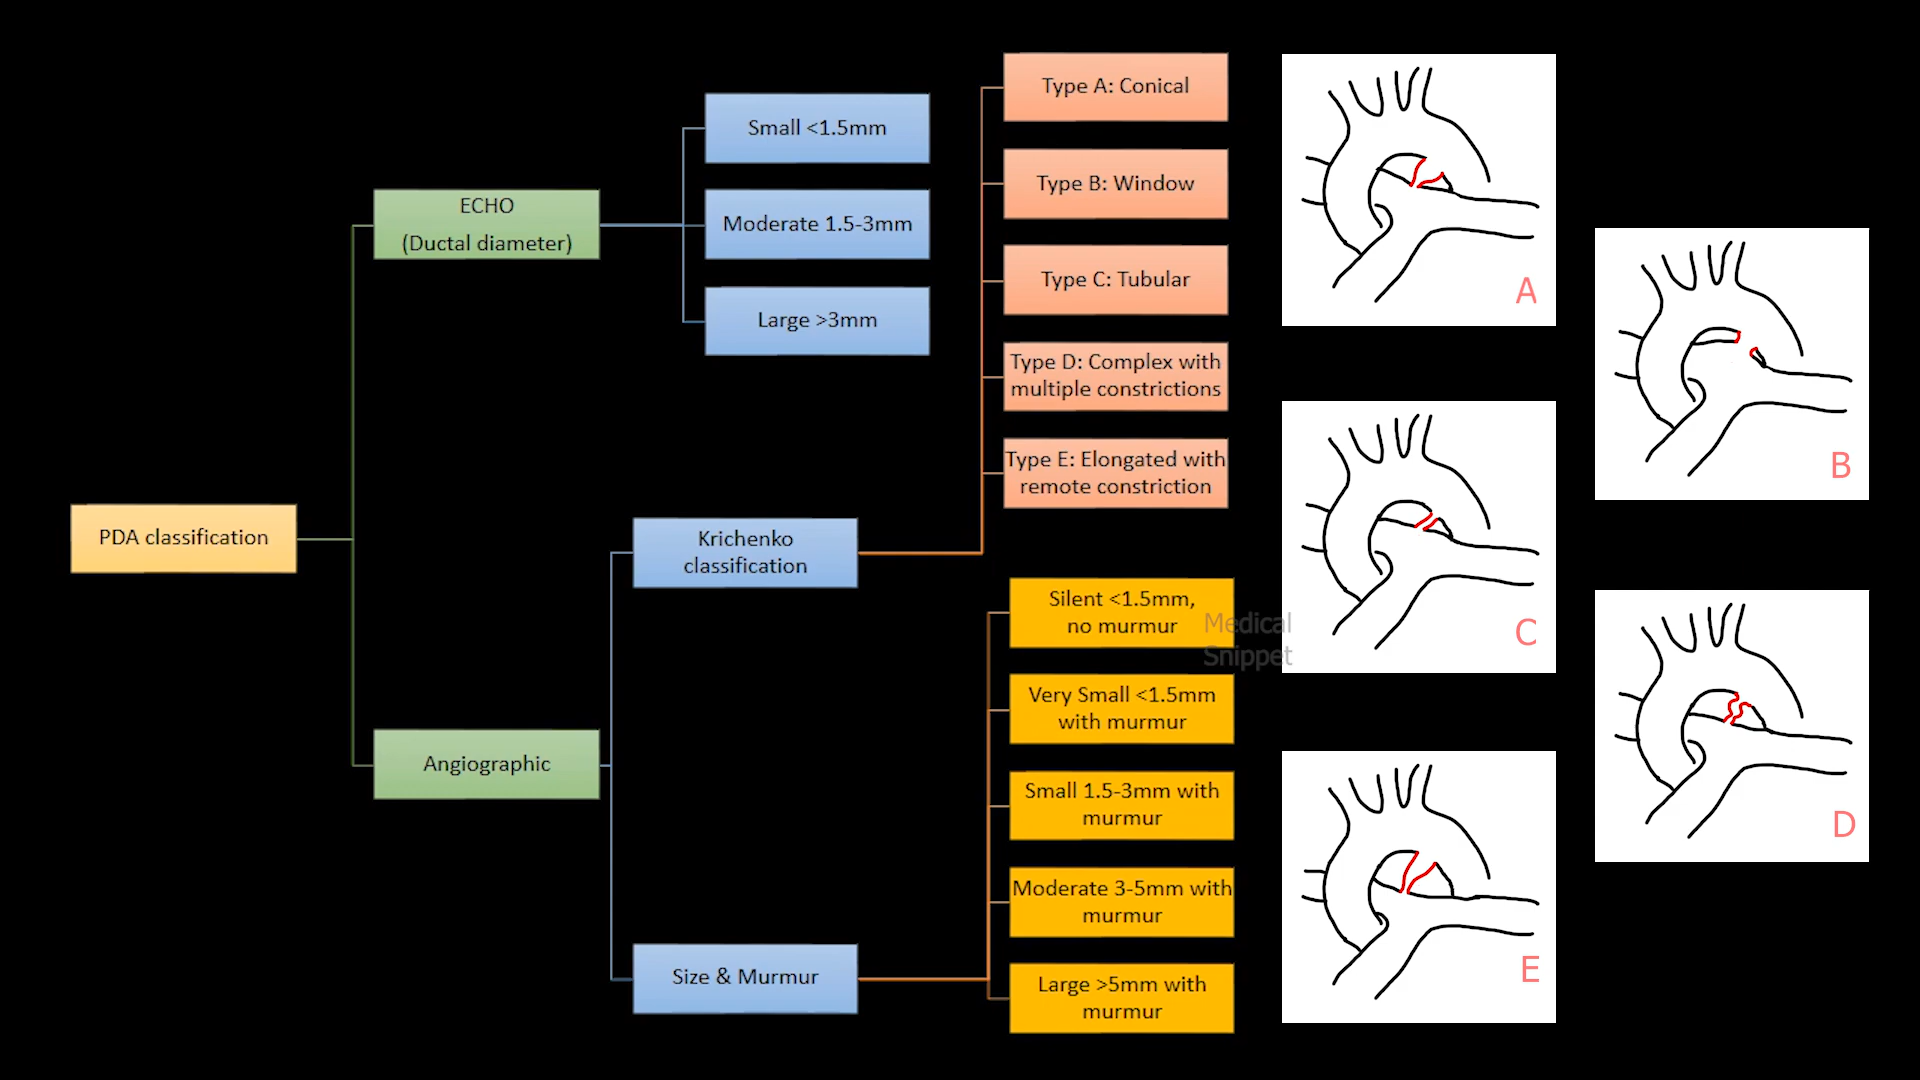 PDA classification
ECHO
(Ductal diameter)
Small <1.5mm
Moderate 1.5-3mm
Large >3mm
Angiographic
Krichenko
classification
Type A: Conical
Type B: Window
Type C: Tubular
Type D: Complex with
multiple constrictions
Type E: Elongated with
remote constriction
Size & Murmur
Silent <1.5mm,
no murmur
Very Small <1.5mm
with murmur
Small 1.5-3mm with
murmur
Moderate 3-5mm with
murmur
Large >5mm with
murmur
Medical
Snippet
A
B
C
D
E